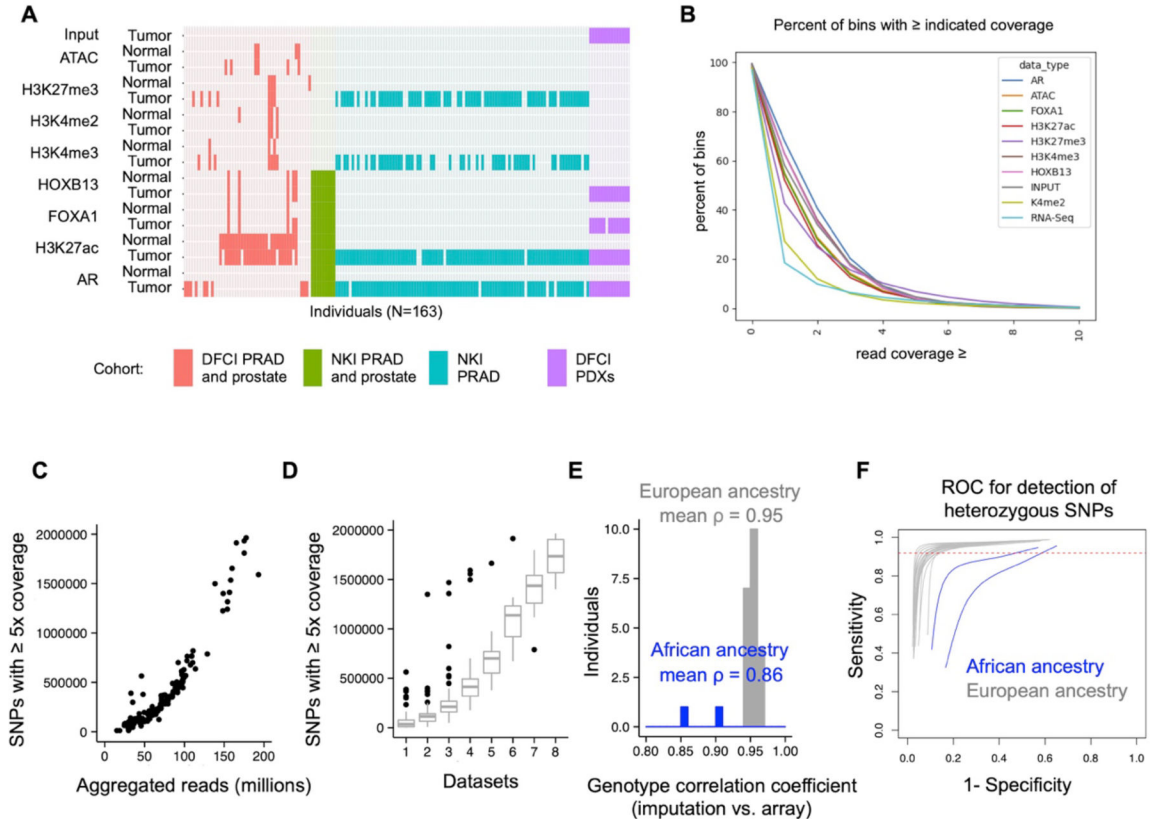 A
Input Tumor
ATAC Normal
Tumor
H3K27me3 Normal
Tumor
H3K4me2 Normal
Tumor
H3K4me3 Normal
Tumor
HOXB13 Normal
Tumor
FOXA1 Normal
Tumor
H3K27ac Normal
Tumor
AR Normal
Tumor
Individuals (N=163)
Cohort:
DFCI PRAD
and prostate
NKI PRAD
and prostate
NKI
PRAD
DFCI
PDXs
B
Percent of bins with ≥ indicated coverage
percent of bins
100
80
60
40
20
0
data_type
AR
ATAC
FOXA1
H3K27ac
H3K27me3
H3K4me3
HOXB13
INPUT
K4me2
RNA-Seq
0 2 4 6 8 10
read coverage ≥
C
SNPs with ≥ 5x coverage
2000000
1500000
1000000
500000
0
0 50 100 150 200
Aggregated reads (millions)
D
SNPs with ≥ 5x coverage
2000000
1500000
1000000
500000
0
1 2 3 4 5 6 7 8
Datasets
E
European ancestry
mean ρ = 0.95
Individuals
10.0
7.5
5.0
2.5
0.0
African ancestry
mean ρ = 0.86
0.80 0.85 0.90 0.95 1.00
Genotype correlation coefficient
(imputation vs. array)
F
ROC for detection of
heterozygous SNPs
Sensitivity
1.0
0.8
0.6
0.4
0.2
0.0
African ancestry
European ancestry
0.0 0.2 0.4 0.6 0.8 1.0
1- Specificity